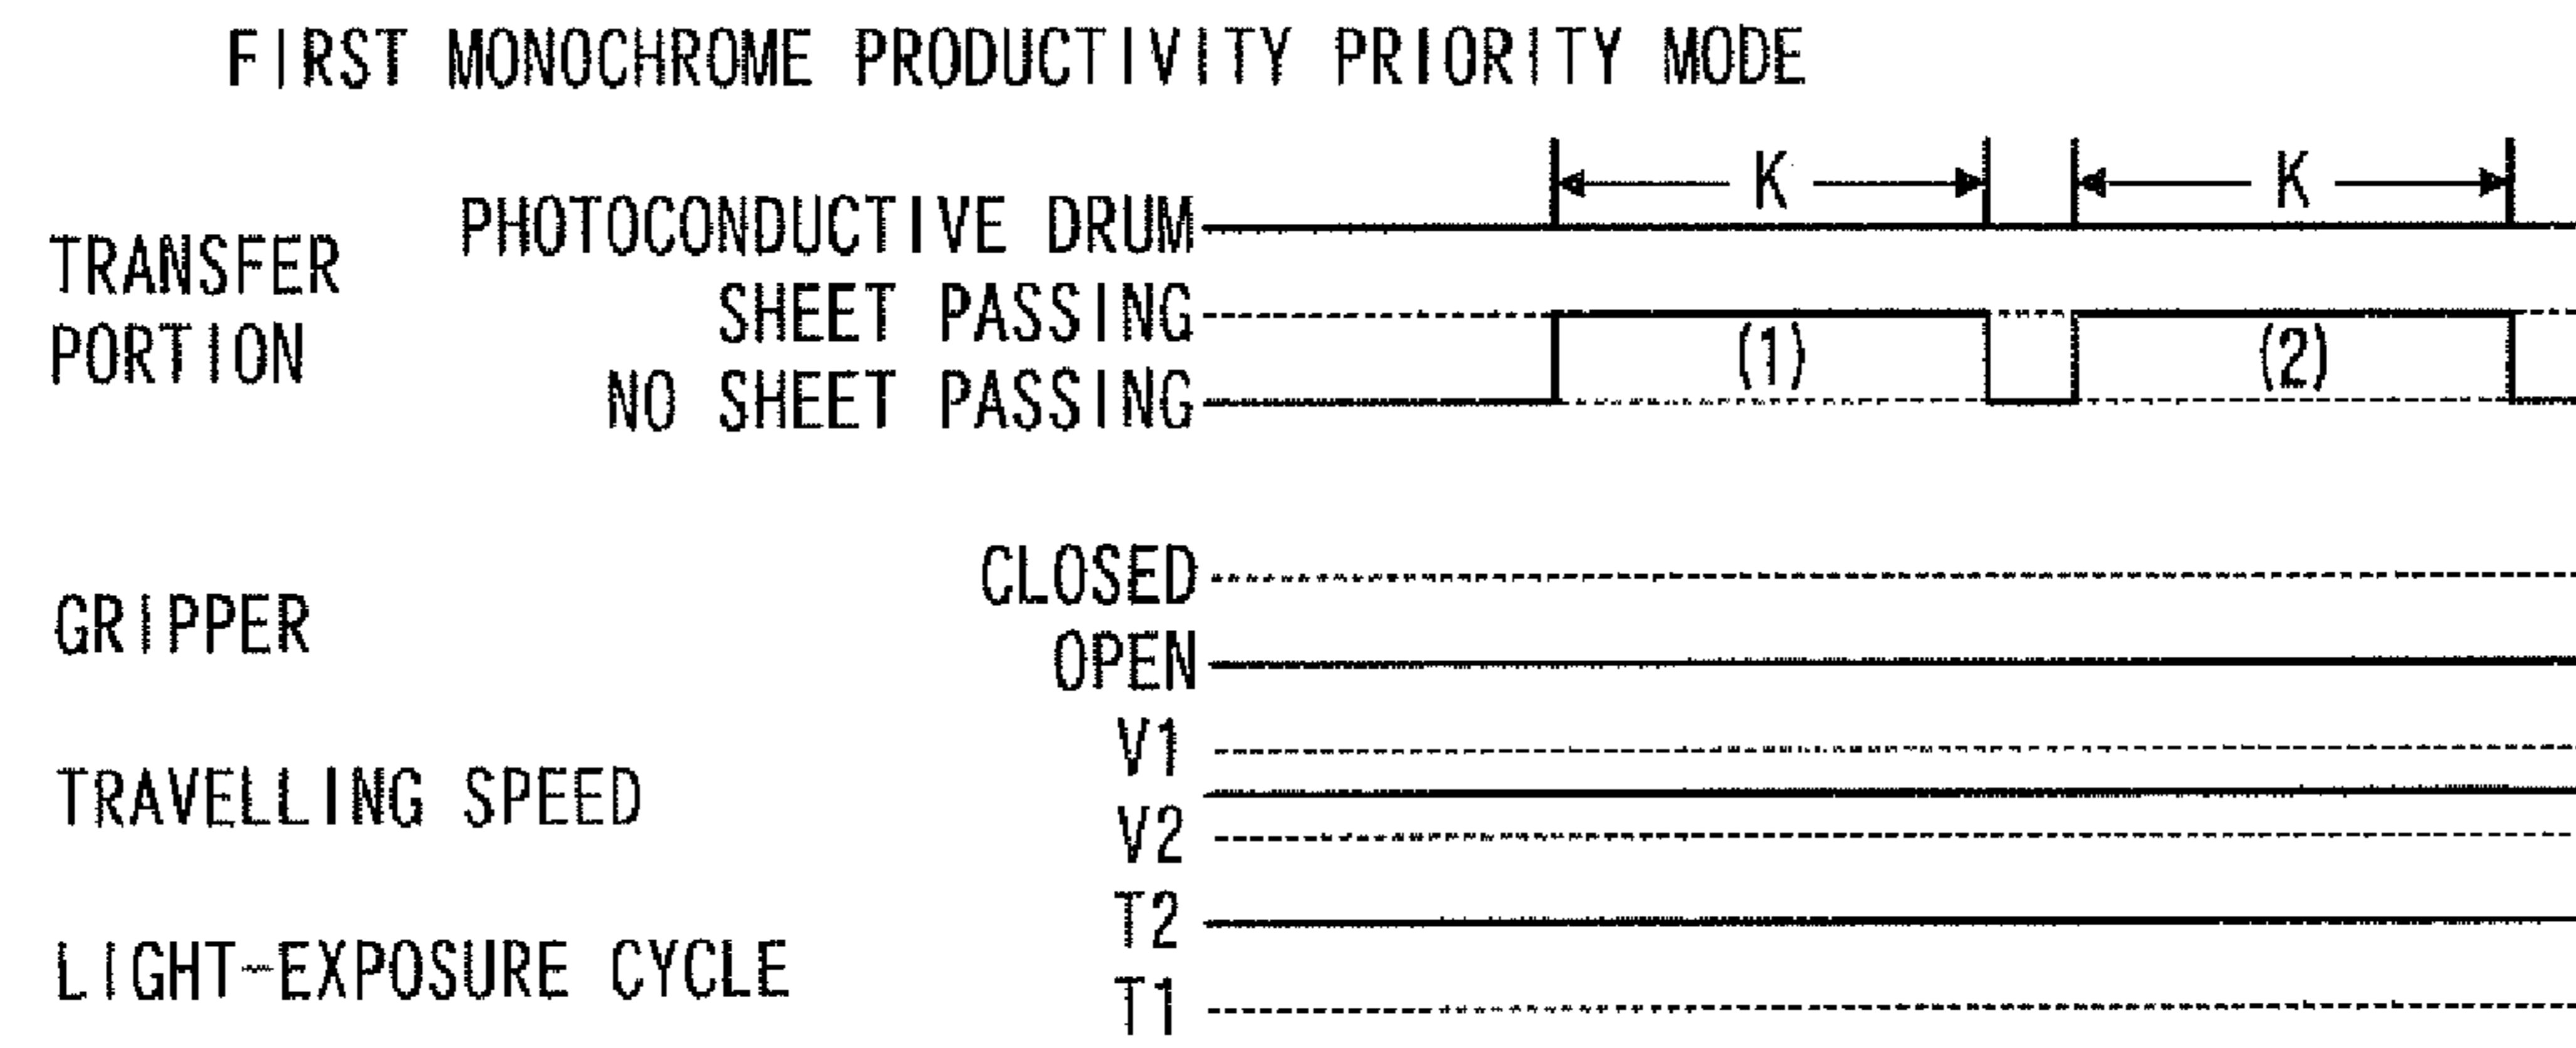 FIRST MONOCHROME PRODUCTIVITY PRIORITY MODE
K K
PHOTOCONDUCTIVE DRUM
TRANSFER
PORTION
SHEET PASSING
(1) (2)
NO SHEET PASSING
CLOSED
GRIPPER
OPEN
V1
TRAVELLING SPEED
V2
T2
LIGHT-EXPOSURE CYCLE
T1